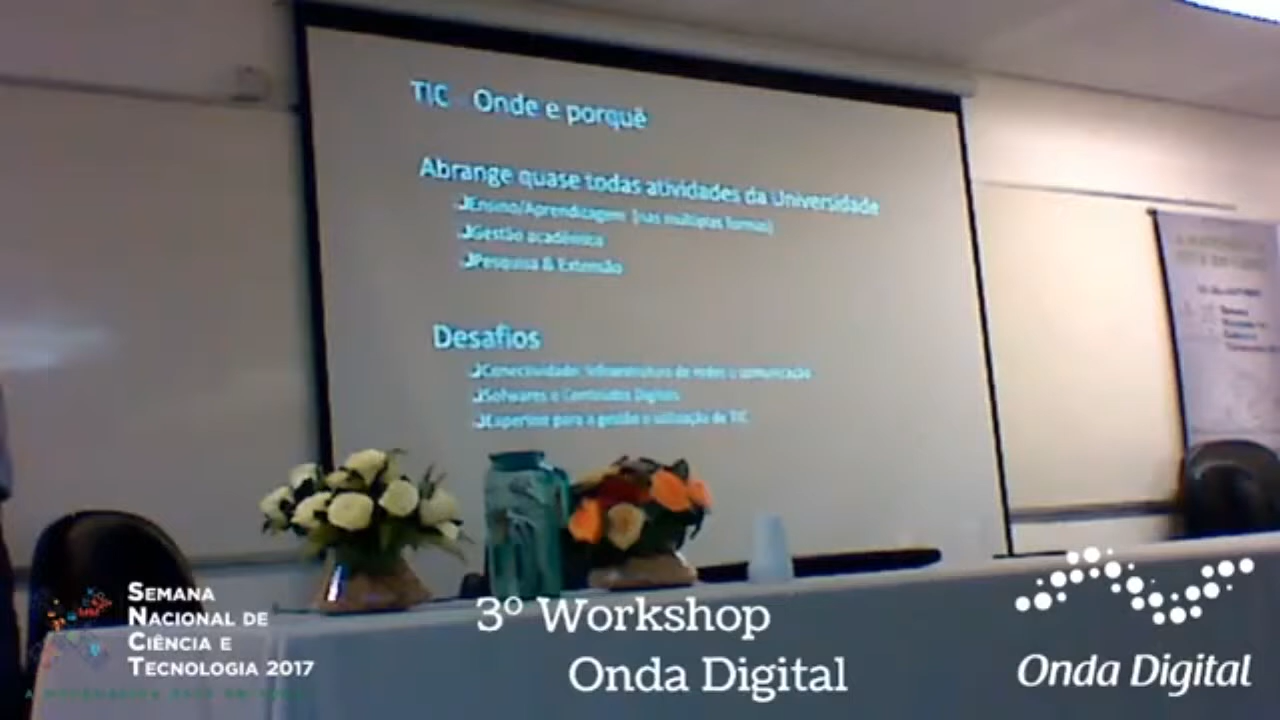 TIC - Onde e porquê
Abrange quase todas atividades da Universidade
Ensino/Aprendizagem (nas múltiplas formas)
Gestão acadêmica
Pesquisa & Extensão
Desafios
Conectividade: infraestrutura de redes e comunicação
Softwares e Conteúdos Digitais
Expertise para a gestão e utilização de TIC
SEMANA
NACIONAL DE
CIÊNCIA E
TECNOLOGIA 2017
3º Workshop
Onda Digital
Onda Digital